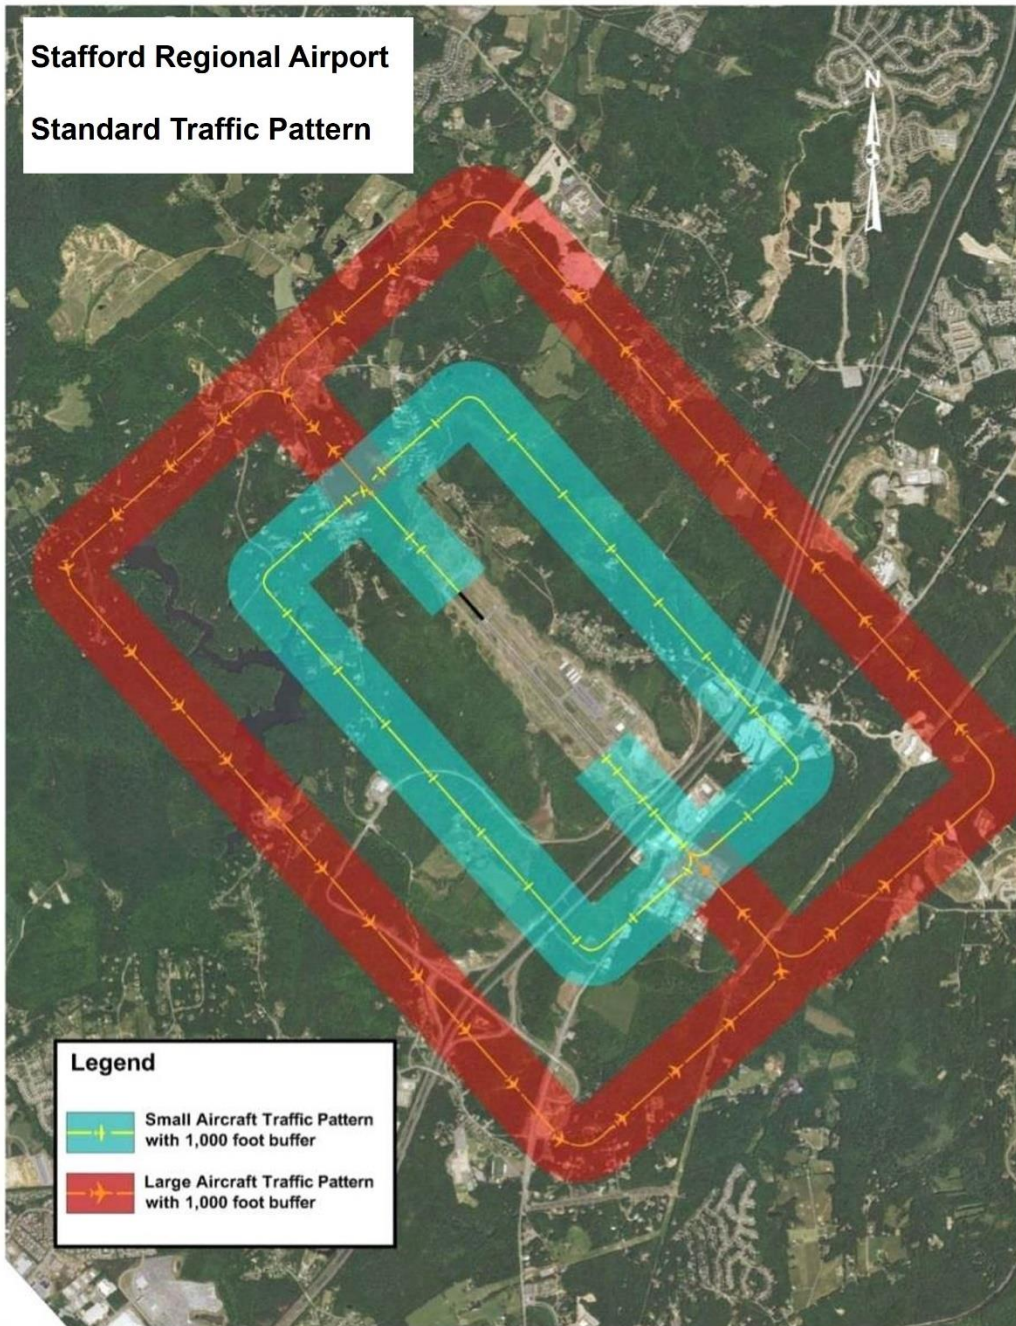 Stafford Regional Airport
Standard Traffic Pattern
N
Legend
Small Aircraft Traffic Pattern
with 1,000 foot buffer
Large Aircraft Traffic Pattern
with 1,000 foot buffer